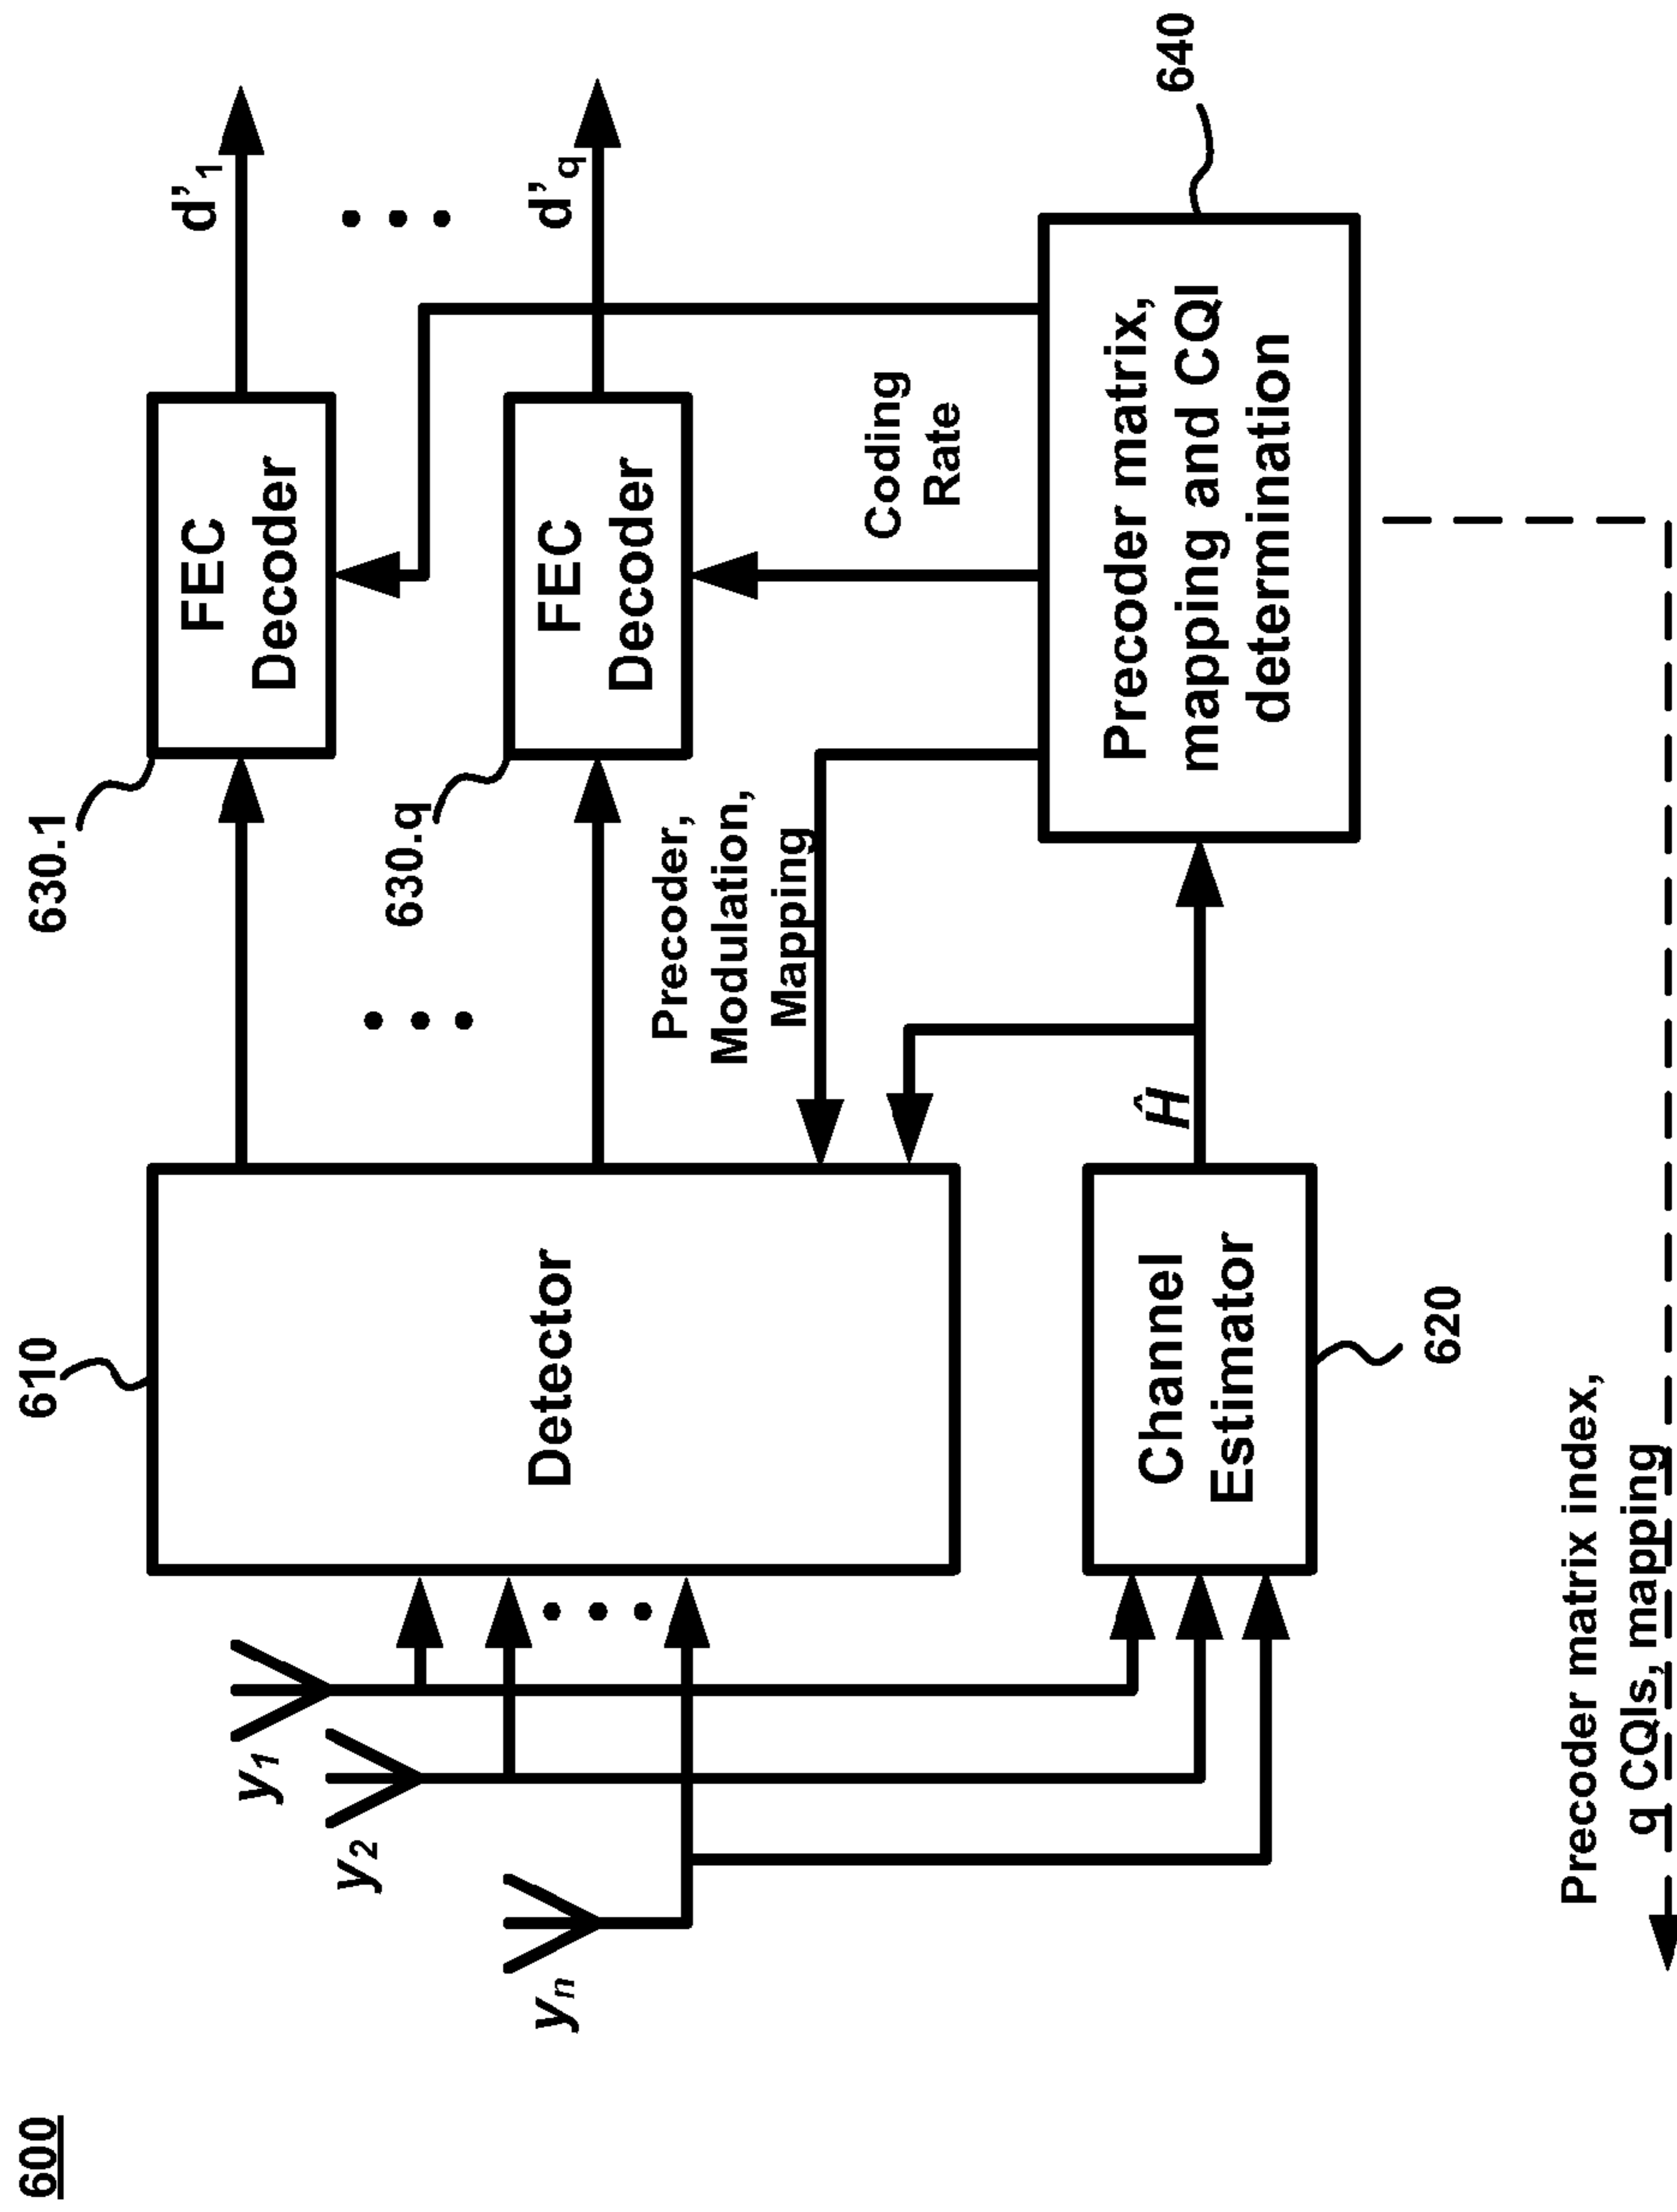 600
610
630.1
FEC
Decoder
d'1
y1
y2
yn
Detector
630.q
FEC
Decoder
d'q
Precoder,
Modulation,
Mapping
Coding
Rate
Channel
Estimator
620
Ĥ
Precoder matrix,
mapping and CQI
determination
640
Precoder matrix index,
q CQIs, mapping